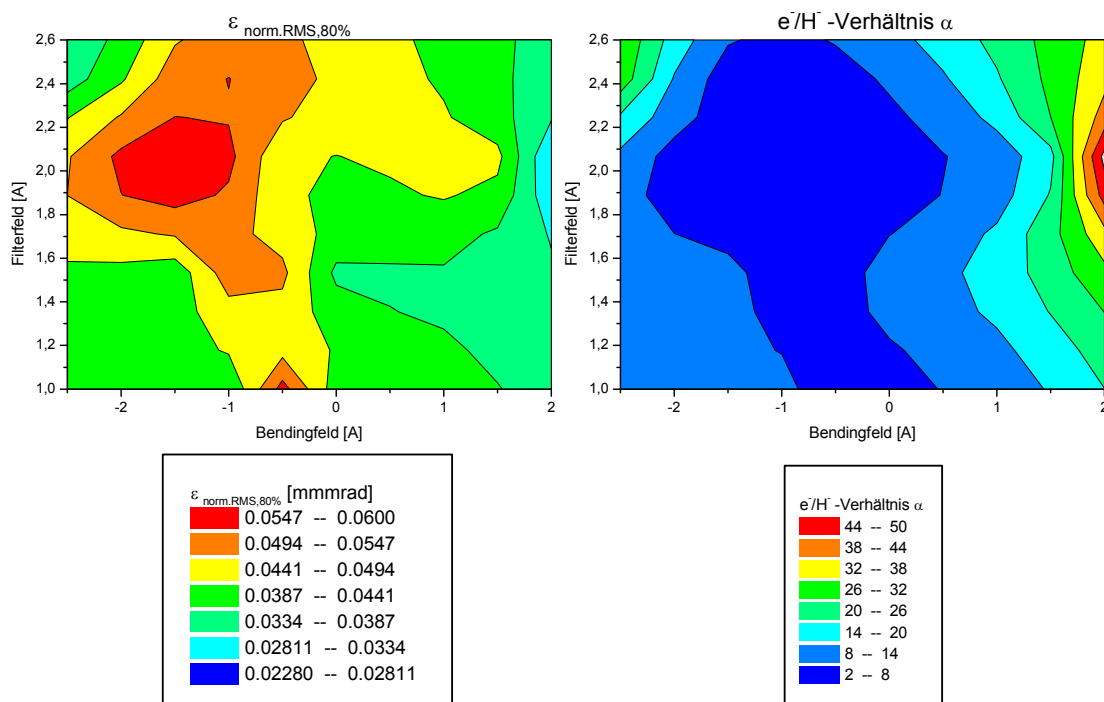 ε norm.RMS,80%
2,6
2,4
2,2
2,0
1,8
1,6
1,4
1,2
1,0
Filterfeld [A]
-2 -1 0 1 2
Bendingfeld [A]
e⁻/H⁻ -Verhältnis α
2,6
2,4
2,2
2,0
1,8
1,6
1,4
1,2
1,0
Filterfeld [A]
-2 -1 0 1 2
Bendingfeld [A]
ε norm.RMS,80% [mmmrad]
0.0547 -- 0.0600
0.0494 -- 0.0547
0.0441 -- 0.0494
0.0387 -- 0.0441
0.0334 -- 0.0387
0.02811 -- 0.0334
0.02280 -- 0.02811
e⁻/H⁻ -Verhältnis α
44 -- 50
38 -- 44
32 -- 38
26 -- 32
20 -- 26
14 -- 20
8 -- 14
2 -- 8